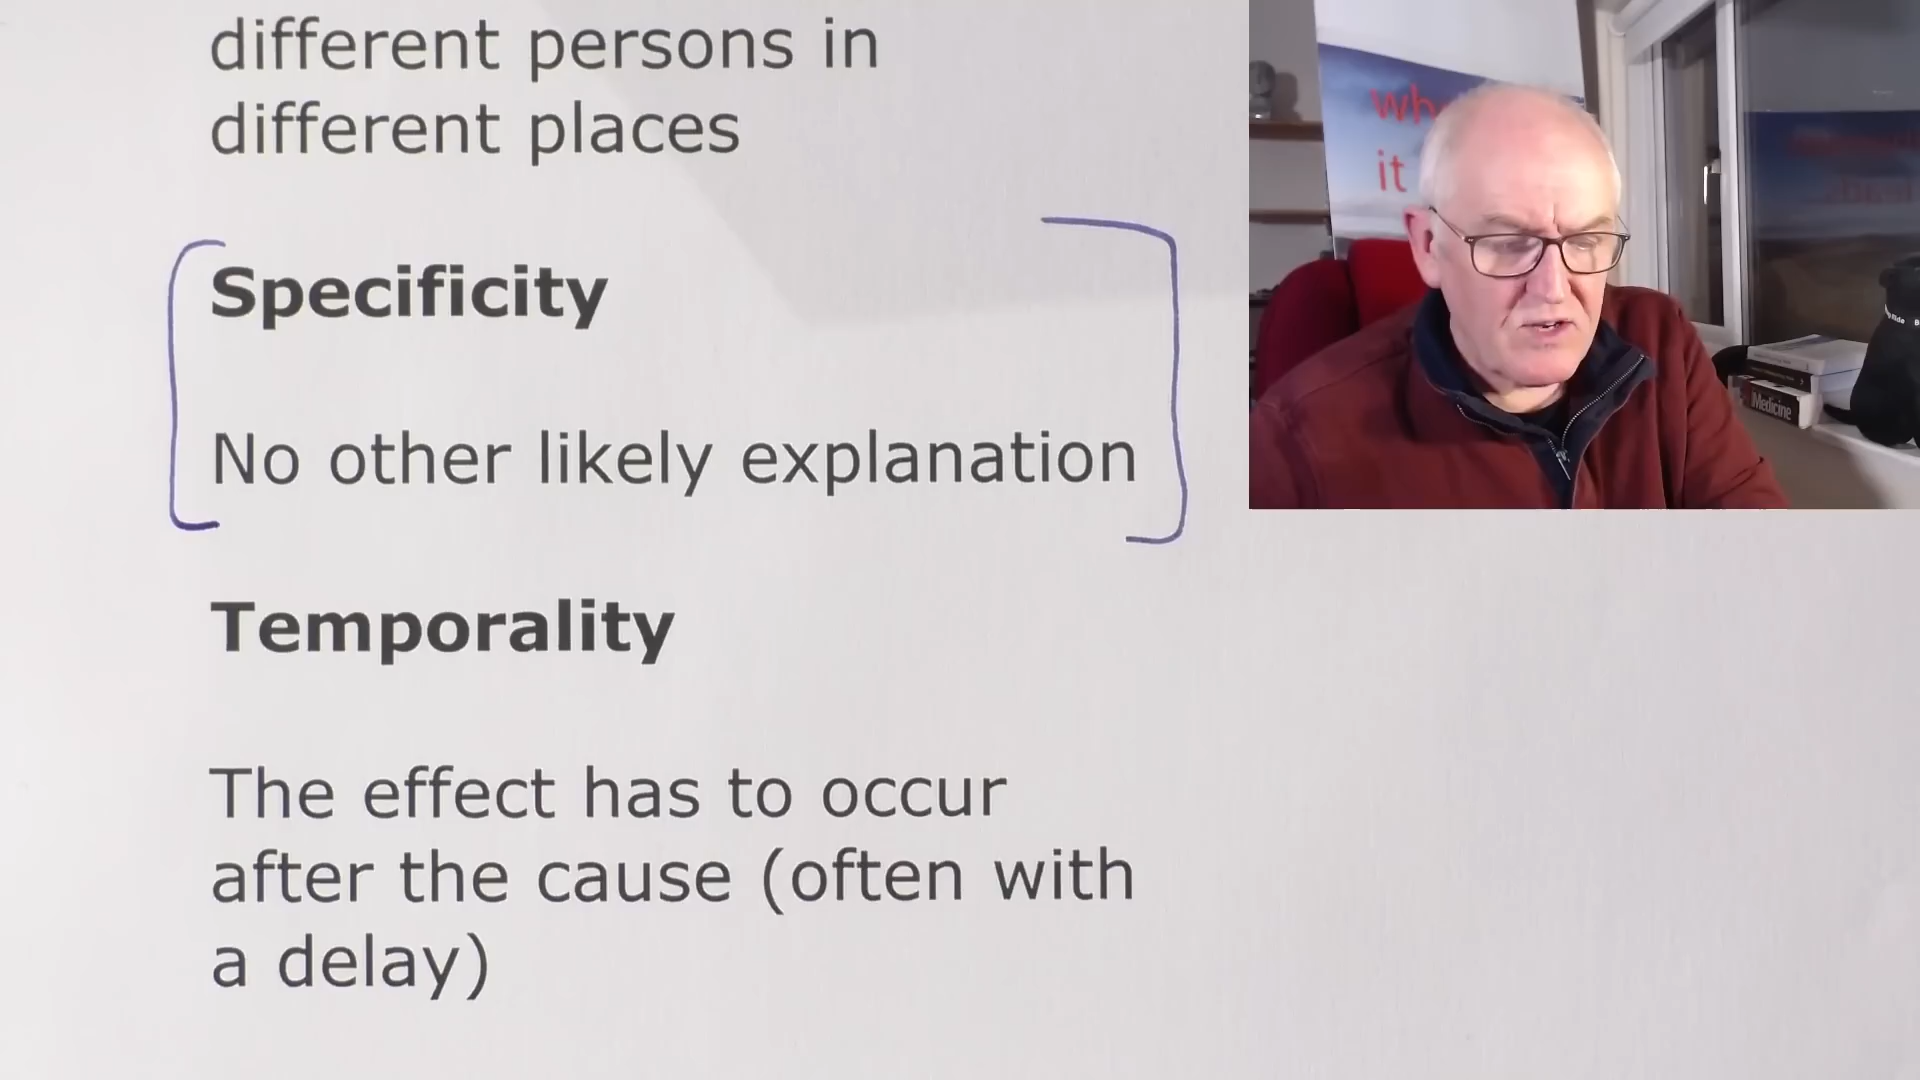 different persons in
different places
Specificity
No other likely explanation
Temporality
The effect has to occur
after the cause (often with
a delay)
it
Medicine